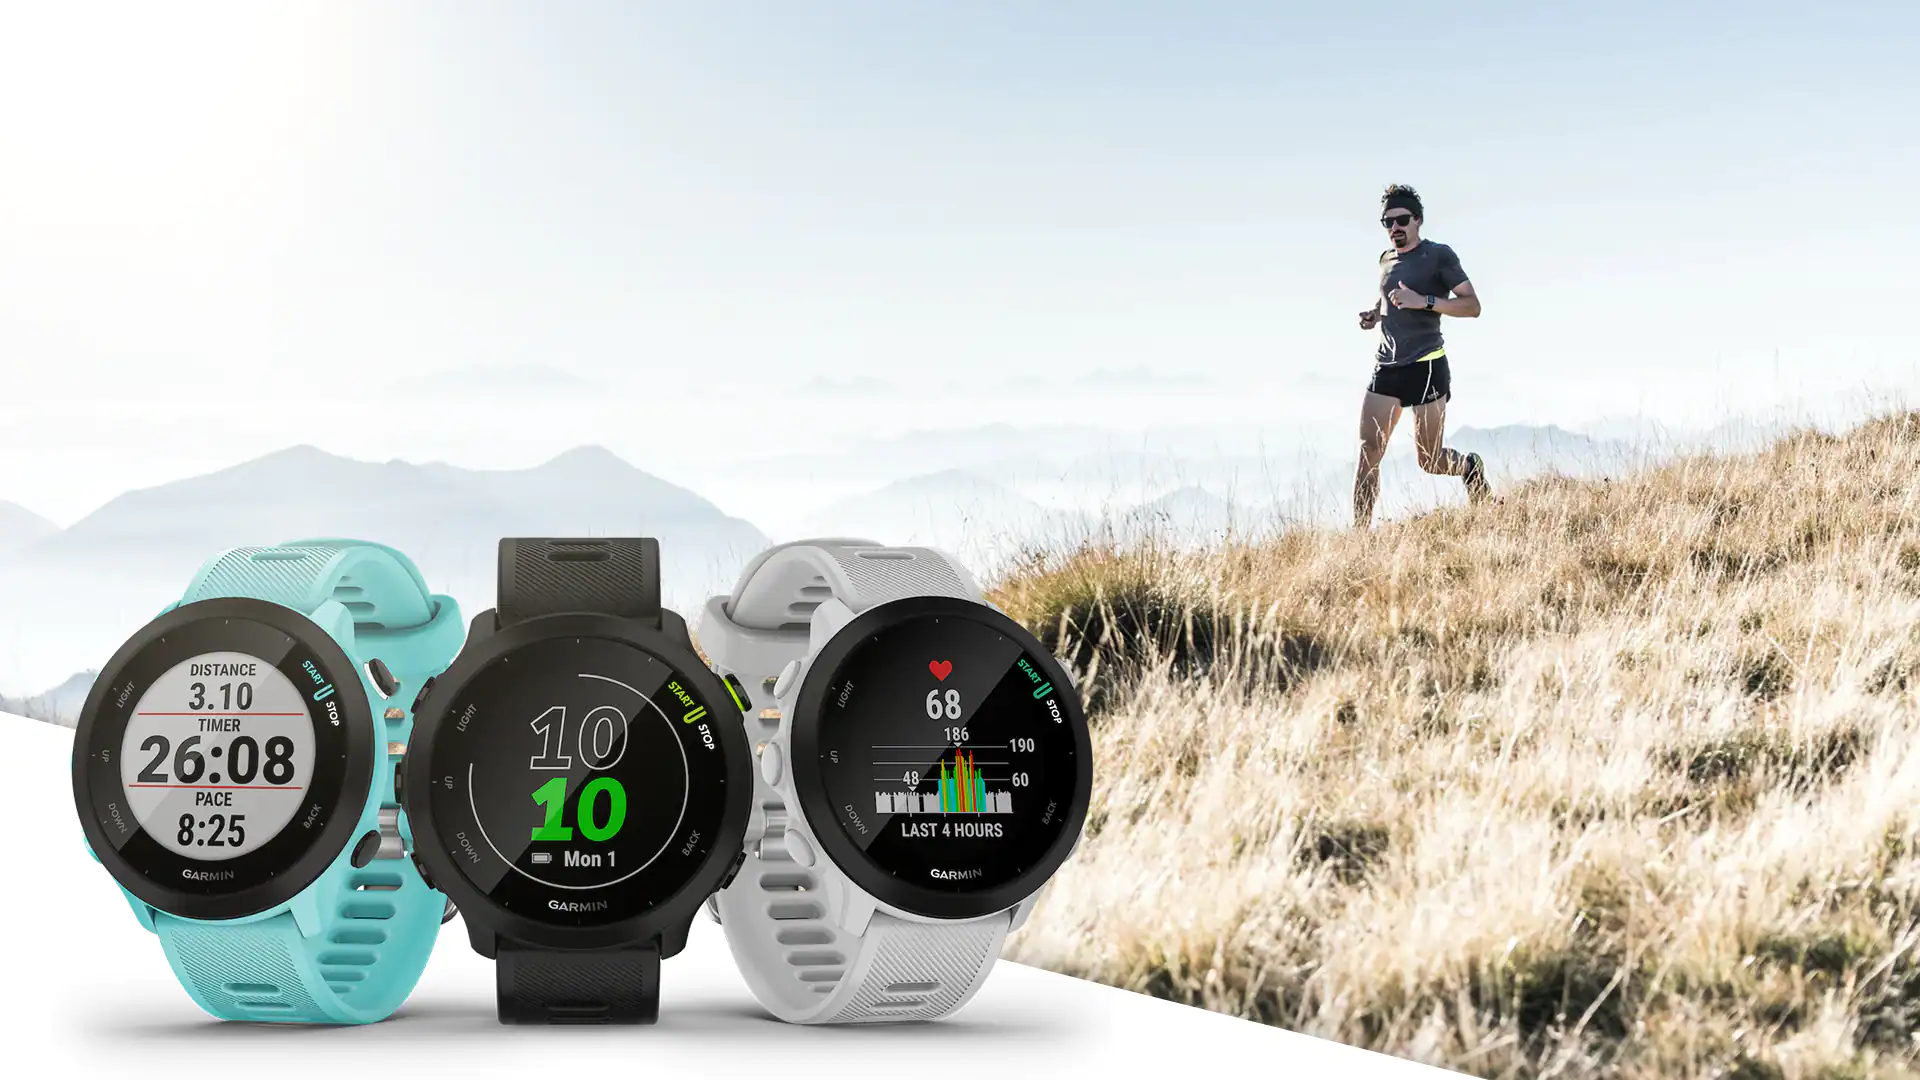 LIGHT
UP
DOWN
START
STOP
BACK
DISTANCE
3.10
TIMER
26:08
PACE
8:25
GARMIN
LIGHT
UP
DOWN
START
STOP
BACK
10
10
Mon 1
GARMIN
LIGHT
UP
DOWN
START
STOP
BACK
68
186
190
48
60
LAST 4 HOURS
GARMIN